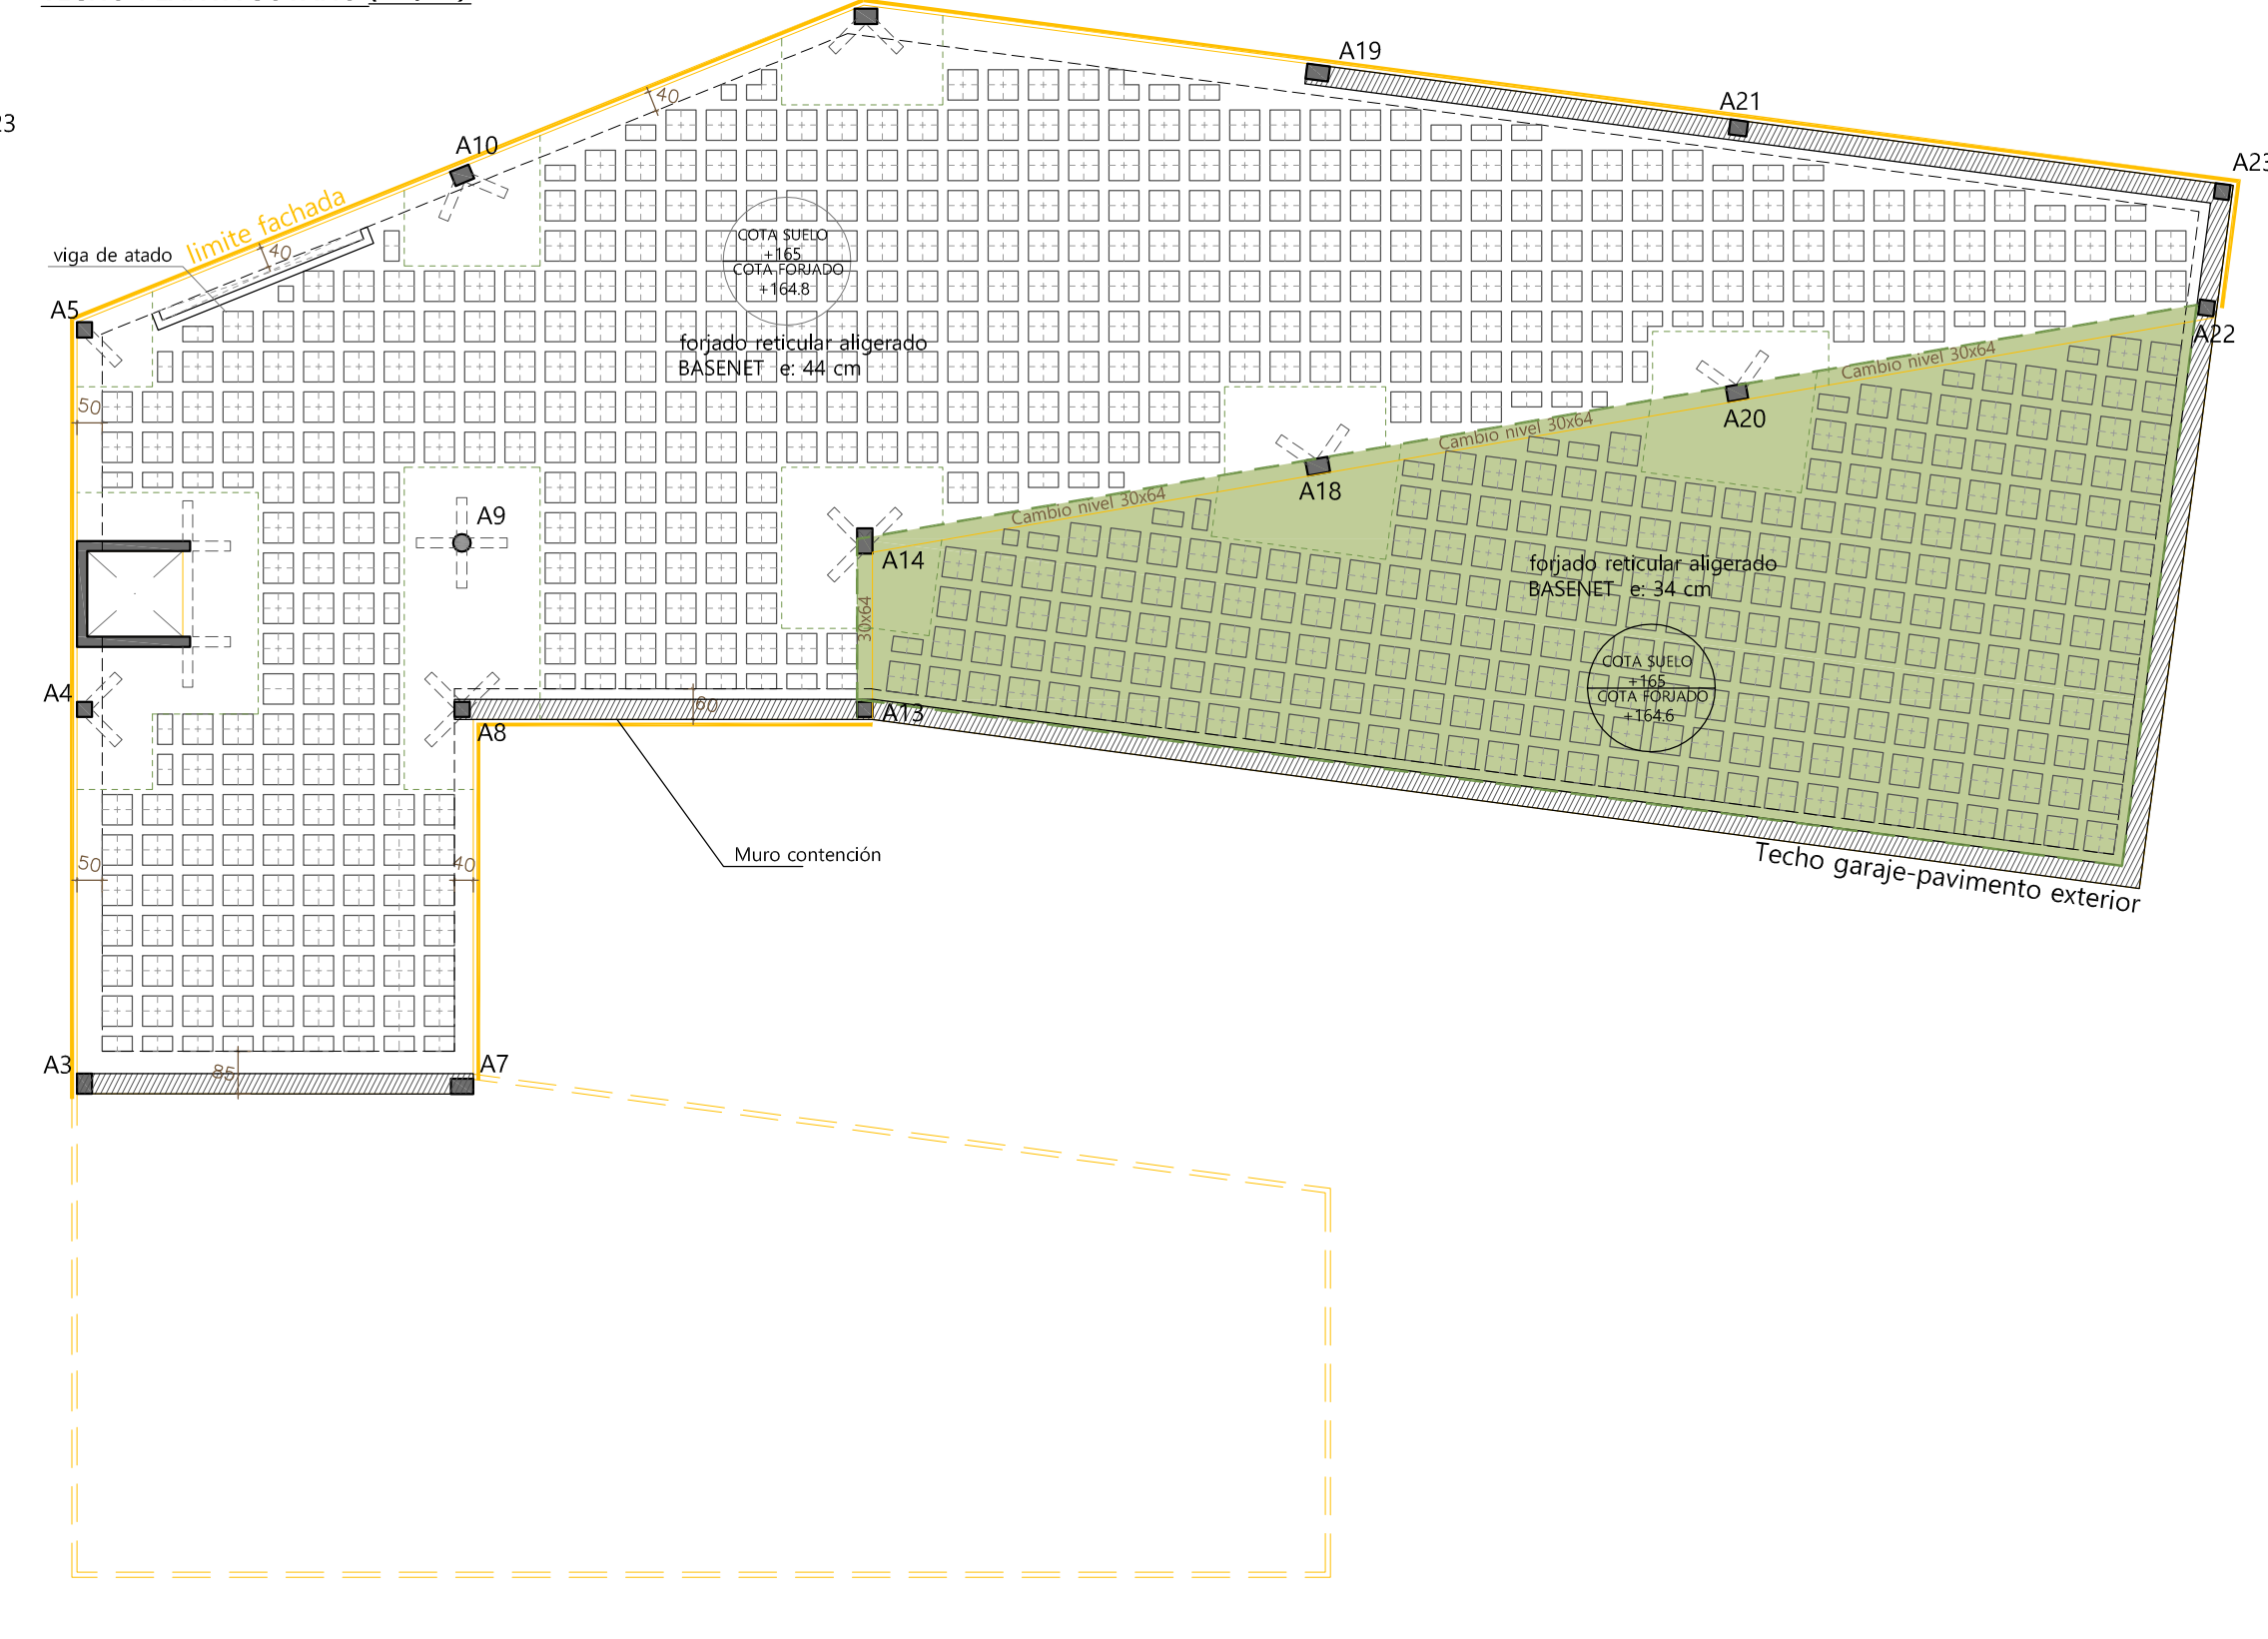 A19
A21
A23
23
A10
40
limite fachada
40
viga de atado
COTA SUELO
+165
COTA FORJADO
+164.8
A5
forjado reticular aligerado
BASENET e: 44 cm
A22
Cambio nivel 30x64
50
A20
Cambio nivel 30x64
A18
Cambio nivel 30x64
A9
A14
forjado reticular aligerado
BASENET e: 34 cm
30x64
COTA SUELO
+165
COTA FORJADO
+164.6
A4
60
A13
A8
Muro contención
50
40
Techo garaje-pavimento exterior
A3
85
A7